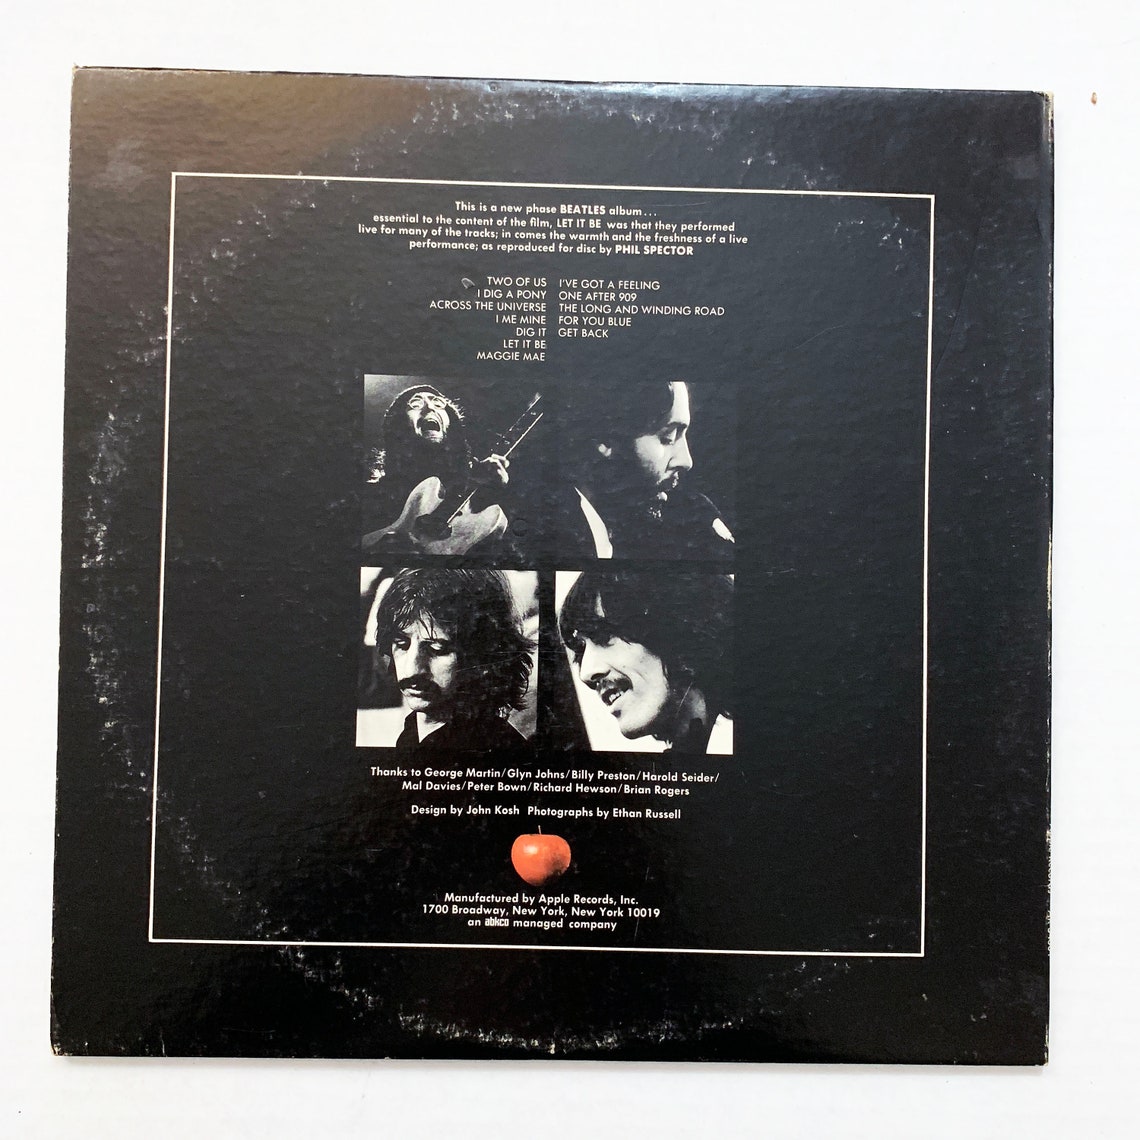 This is a new phase BEATLES album...
essential to the content of the film, LET IT BE was that they performed
live for many of the tracks; in comes the warmth and the freshness of a live
performance; as reproduced for disc by PHIL SPECTOR
TWO OF US
I DIG A PONY
ACROSS THE UNIVERSE
I ME MINE
DIG IT
LET IT BE
MAGGIE MAE
I'VE GOT A FEELING
ONE AFTER 909
THE LONG AND WINDING ROAD
FOR YOU BLUE
GET BACK
Thanks to George Martin/Glyn Johns/Billy Preston/Harold Seider/
Mal Davies/Peter Bown/Richard Hewson/Brian Rogers
Design by John Kosh Photographs by Ethan Russell
Manufactured by Apple Records, Inc.
1700 Broadway, New York, New York 10019
an abkco managed company